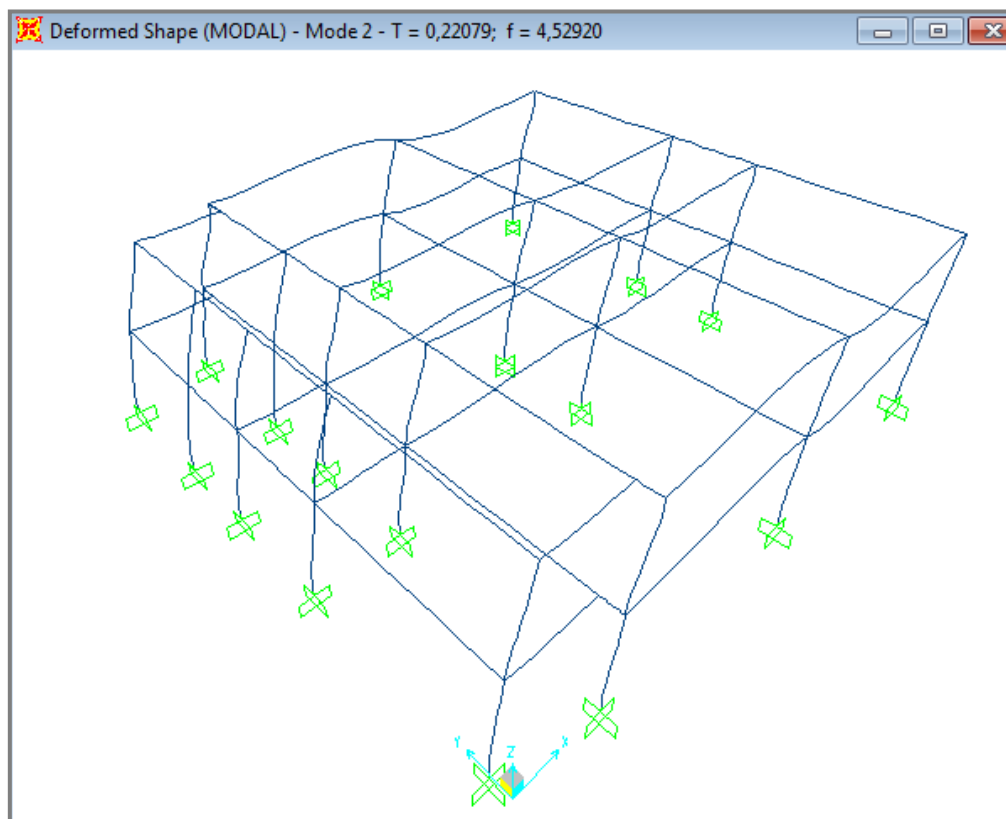 Deformed Shape (MODAL) - Mode 2 - T = 0,22079; f = 4,52920
Y
Z
X